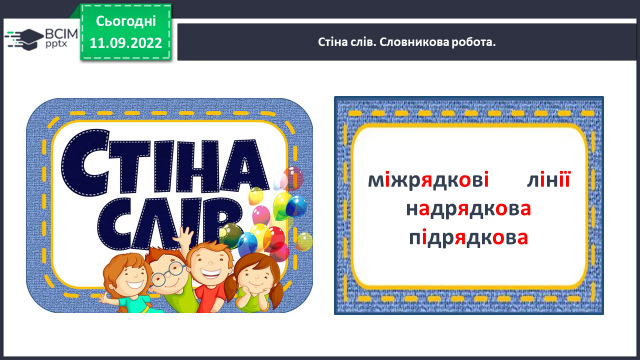 Сьогодні
11.09.2022
ВСІМ
pptx
Стіна слів. Словникова робота.
Стіна
слів
міжрядкові лінії
надрядкова
підрядкова